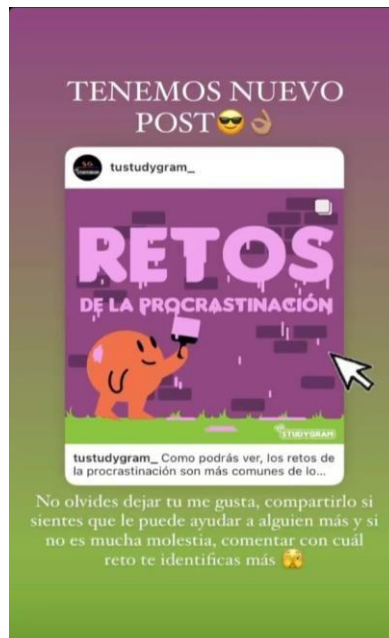 TENEMOS NUEVO
POST😎👌🏽
tustudygram_
RETOS
DE LA PROCRASTINACIÓN
STUDYGRAM
tustudygram_ Como podrás ver, los retos de
la procrastinación son más comunes de lo...
No olvides dejar tu me gusta, compartirlo si
sientes que le puede ayudar a alguien más y si
no es mucha molestia, comentar con cuál
reto te identificas más 🫣